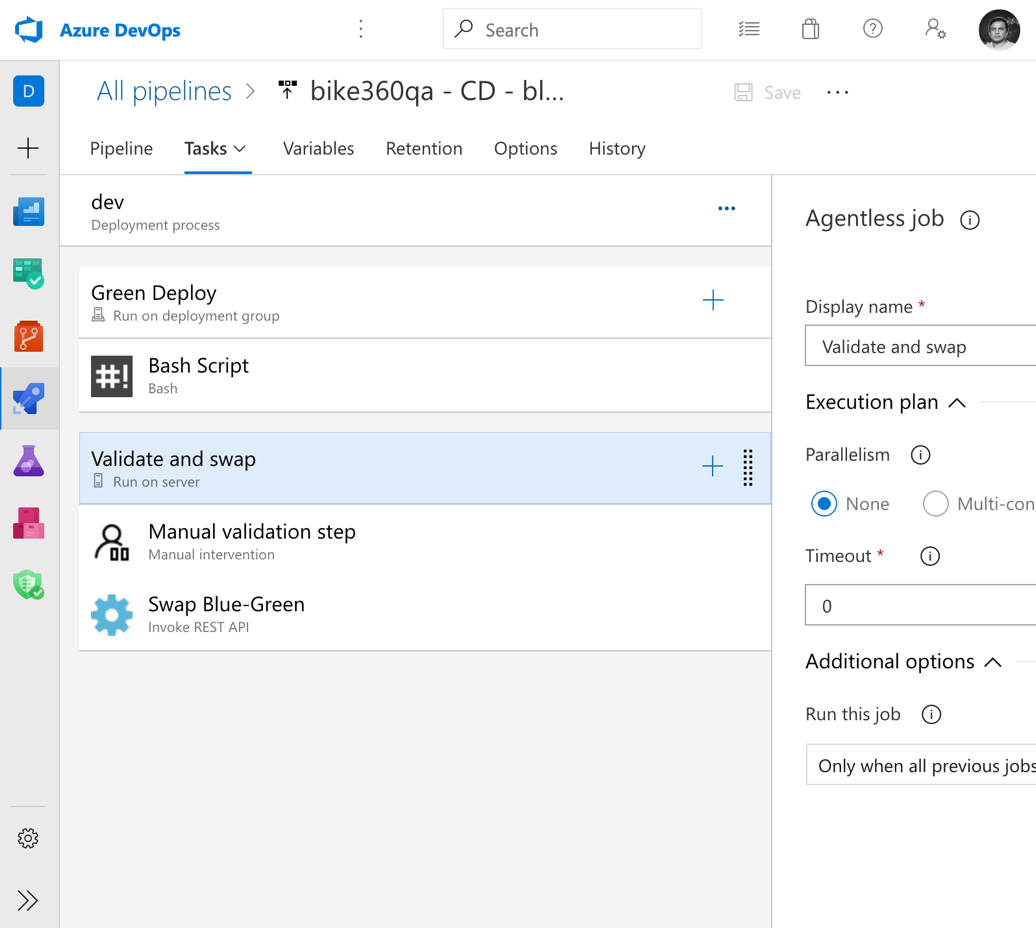 Azure DevOps
Search
D
All pipelines
bike360qa - CD - bl...
Save
Pipeline
Tasks
Variables
Retention
Options
History
dev
Deployment process
Green Deploy
Run on deployment group
#!
Bash Script
Bash
Validate and swap
Run on server
Manual validation step
Manual intervention
Swap Blue-Green
Invoke REST API
Agentless job
Display name *
Validate and swap
Execution plan
Parallelism
None
Multi-con
Timeout *
0
Additional options
Run this job
Only when all previous jobs